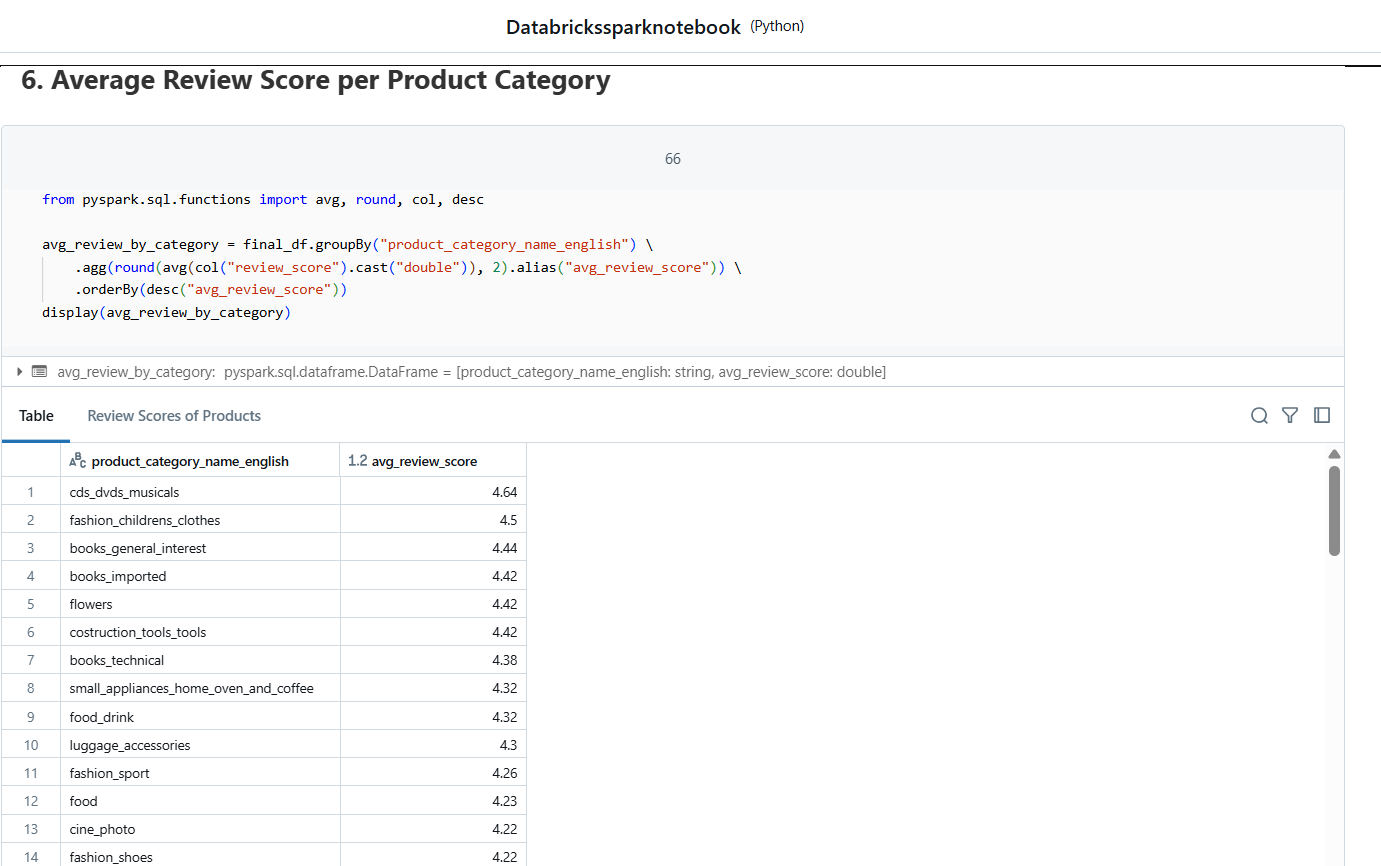 Databrickssparknotebook (Python)
6. Average Review Score per Product Category
66
from pyspark.sql.functions import avg, round, col, desc
avg_review_by_category = final_df.groupBy("product_category_name_english") \
.agg(round(avg(col("review_score").cast("double")), 2).alias("avg_review_score")) \
.orderBy(desc("avg_review_score"))
display(avg_review_by_category)
avg_review_by_category: pyspark.sql.dataframe.DataFrame = [product_category_name_english: string, avg_review_score: double]
Table Review Scores of Products
ABC product_category_name_english 1.2 avg_review_score
1 cds_dvds_musicals 4.64
2 fashion_childrens_clothes 4.5
3 books_general_interest 4.44
4 books_imported 4.42
5 flowers 4.42
6 costruction_tools_tools 4.42
7 books_technical 4.38
8 small_appliances_home_oven_and_coffee 4.32
9 food_drink 4.32
10 luggage_accessories 4.3
11 fashion_sport 4.26
12 food 4.23
13 cine_photo 4.22
14 fashion_shoes 4.22